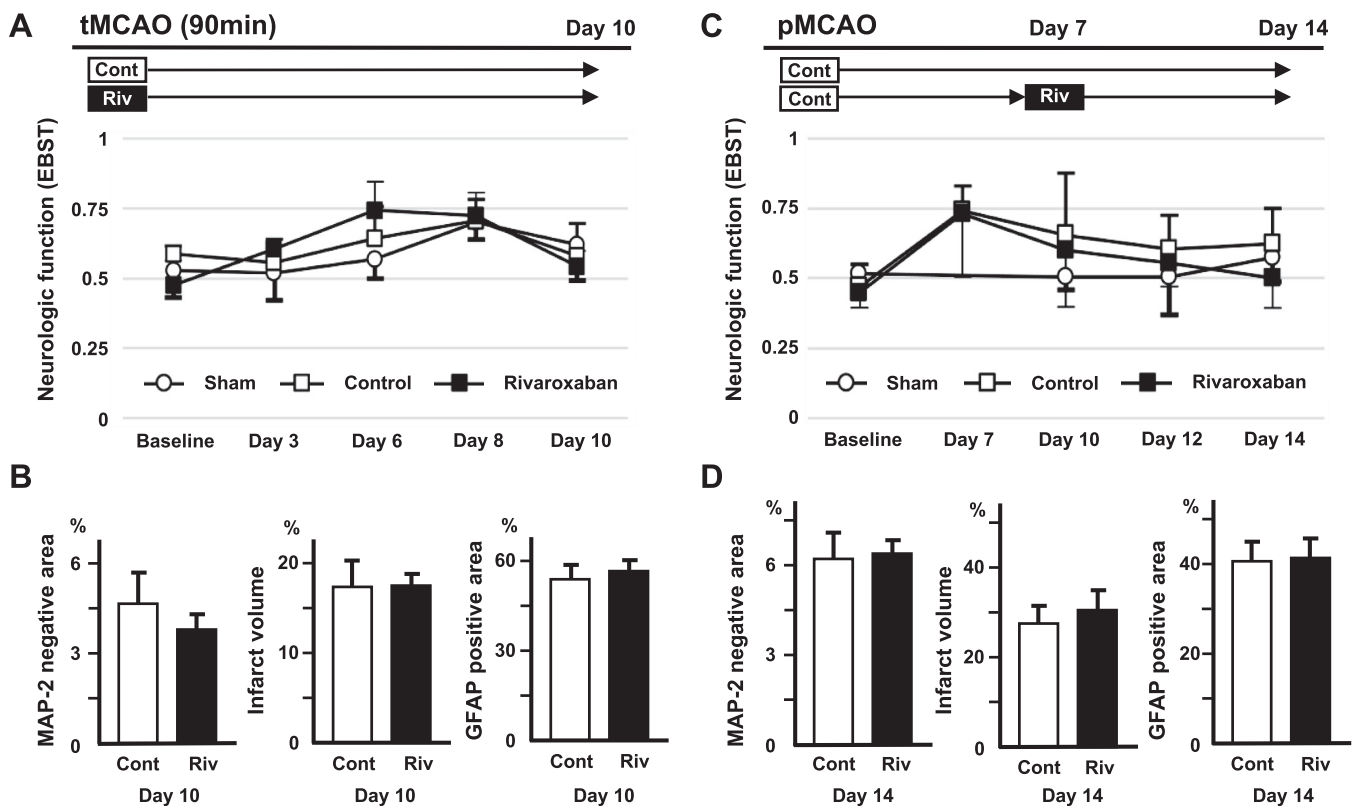 A
tMCAO (90min)
Day 10
Cont
Riv
Neurologic function (EBST)
1
0.75
0.5
0.25
0
Sham
Control
Rivaroxaban
Baseline
Day 3
Day 6
Day 8
Day 10
C
pMCAO
Day 7
Day 14
Cont
Cont
Riv
Neurologic function (EBST)
1
0.75
0.5
0.25
0
Sham
Control
Rivaroxaban
Baseline
Day 7
Day 10
Day 12
Day 14
B
MAP-2 negative area
%
6
3
0
Cont
Riv
Day 10
Infarct volume
%
20
10
0
Cont
Riv
Day 10
GFAP positive area
%
60
30
0
Cont
Riv
Day 10
D
MAP-2 negative area
%
6
3
0
Cont
Riv
Day 14
Infarct volume
%
40
20
0
Cont
Riv
Day 14
GFAP positive area
%
40
20
0
Cont
Riv
Day 14